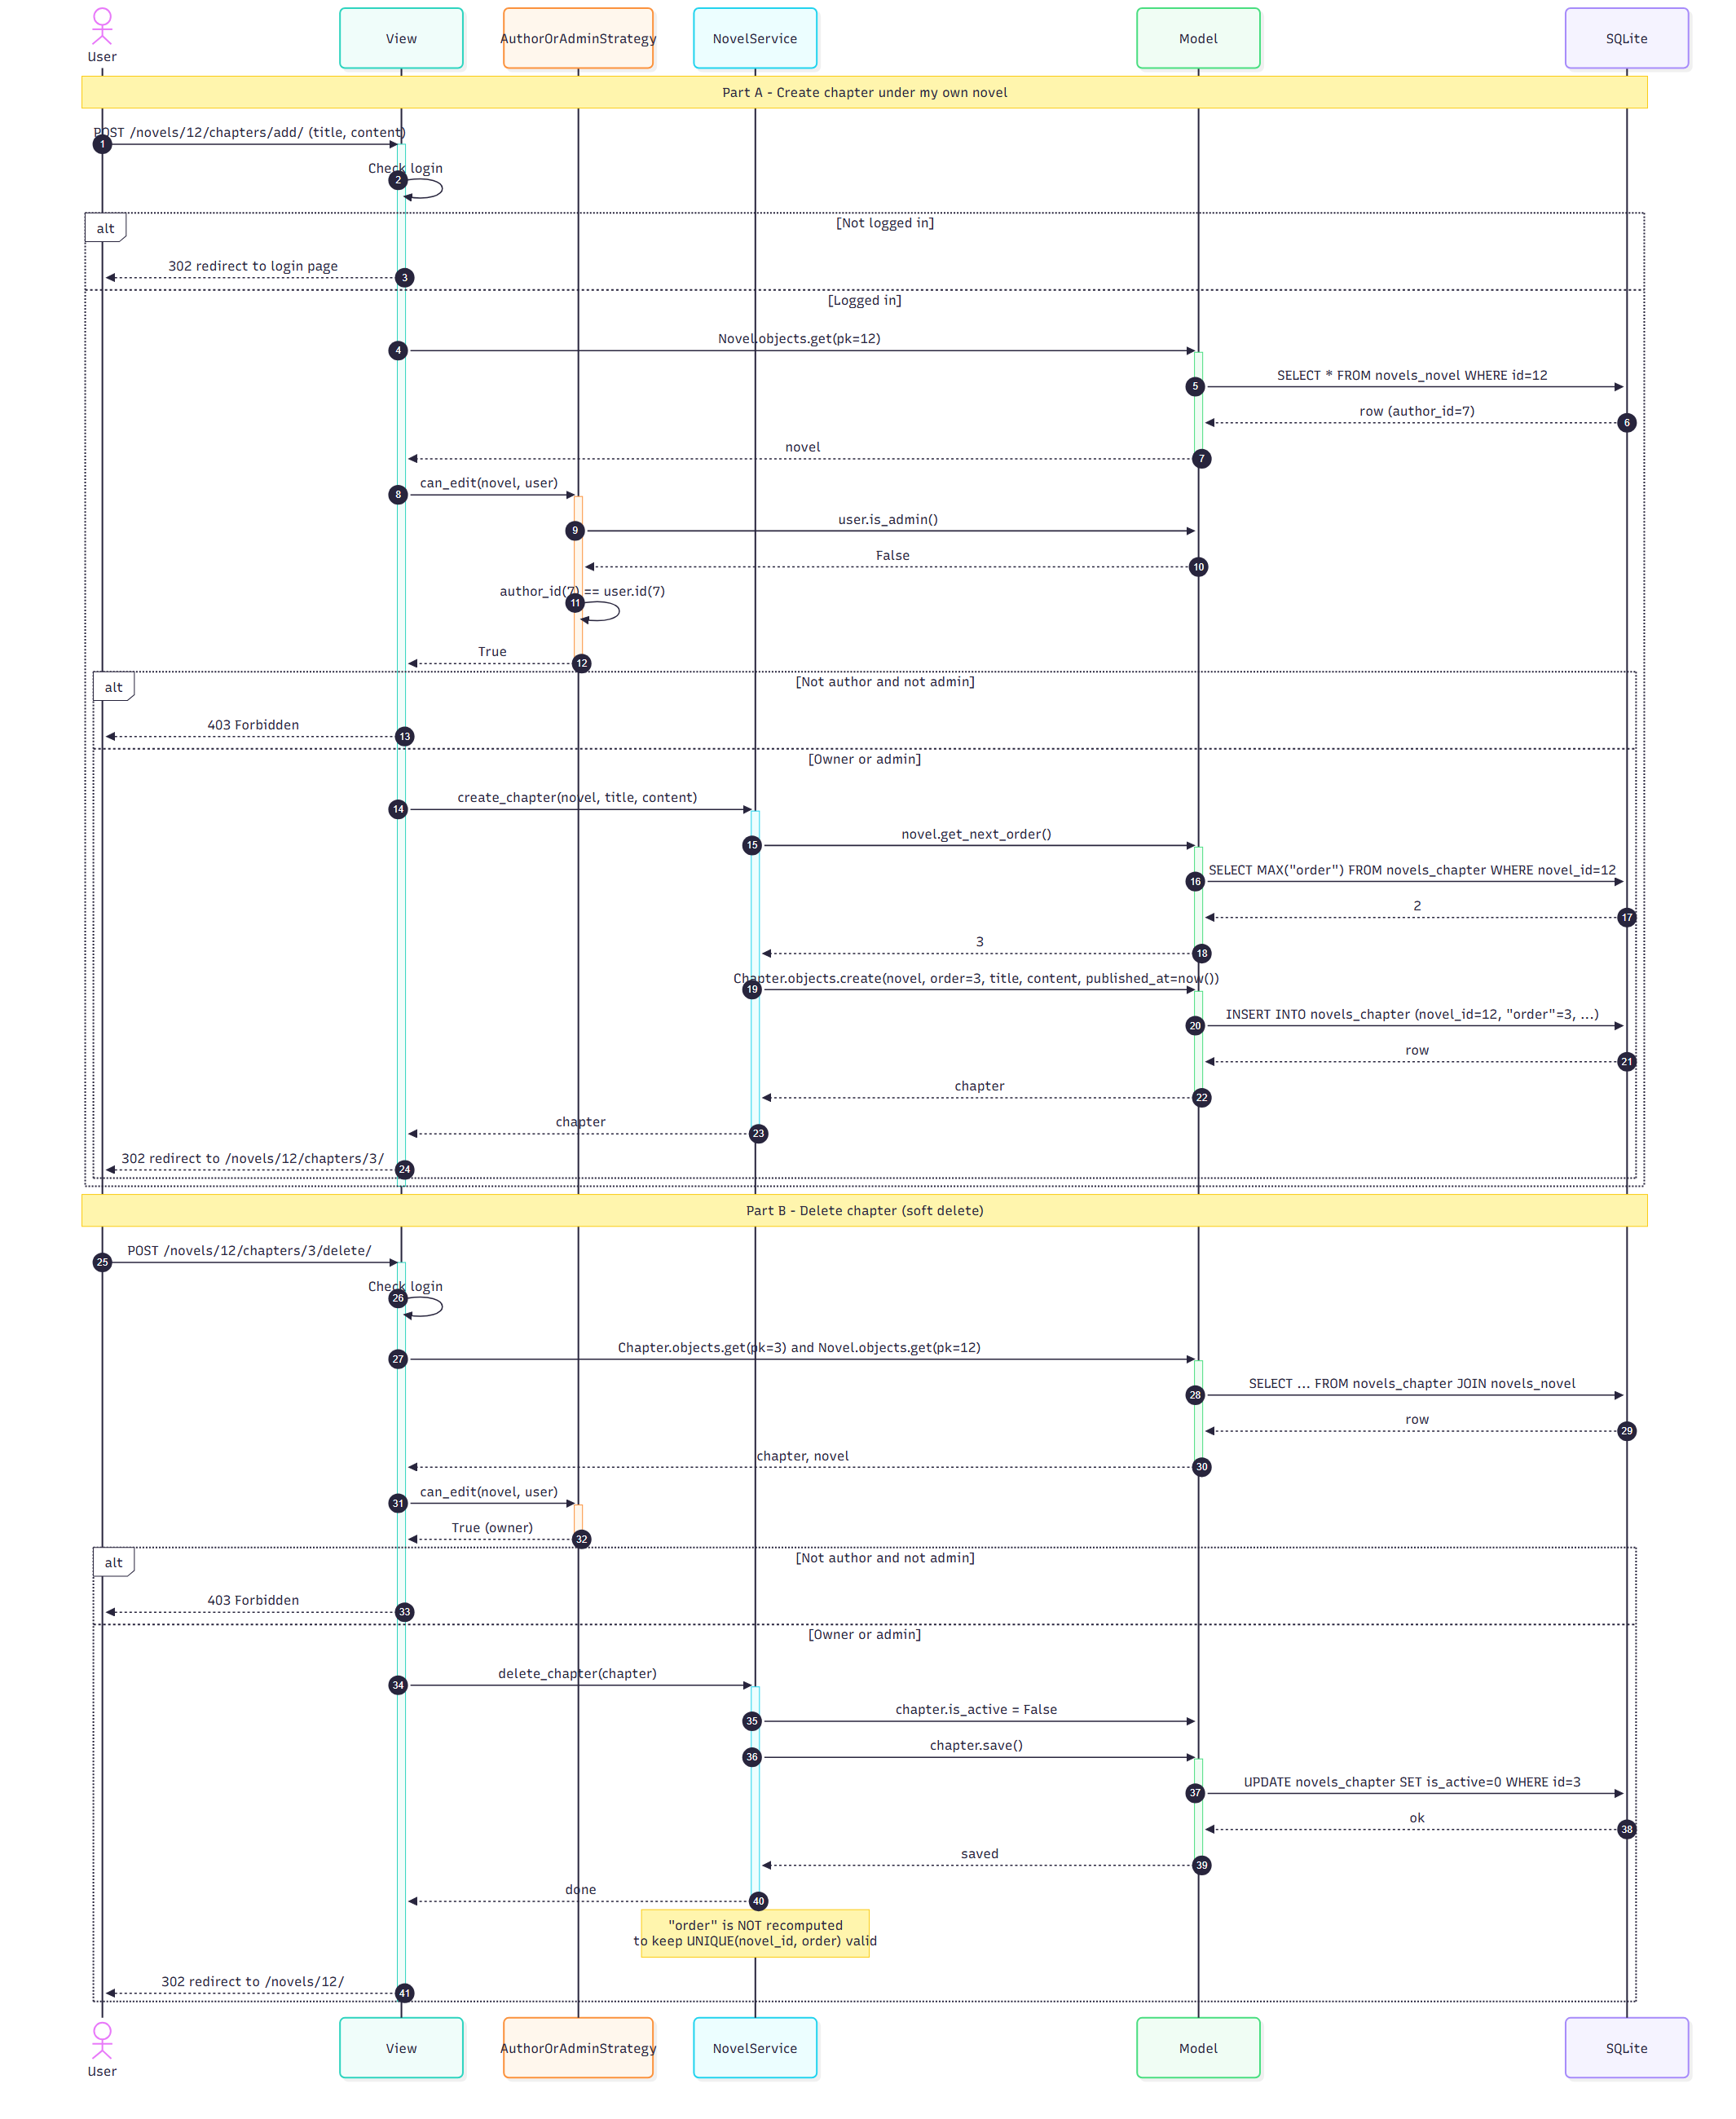 User
View
AuthorOrAdminStrategy
NovelService
Model
SQLite
Part A - Create chapter under my own novel
POST /novels/12/chapters/add/ (title, content)
1
Check login
2
alt
[Not logged in]
302 redirect to login page
3
[Logged in]
Novel.objects.get(pk=12)
4
SELECT * FROM novels_novel WHERE id=12
5
row (author_id=7)
6
novel
7
can_edit(novel, user)
8
user.is_admin()
9
False
10
author_id(7) == user.id(7)
11
True
12
alt
[Not author and not admin]
403 Forbidden
13
[Owner or admin]
create_chapter(novel, title, content)
14
novel.get_next_order()
15
SELECT MAX("order") FROM novels_chapter WHERE novel_id=12
16
2
17
3
18
Chapter.objects.create(novel, order=3, title, content, published_at=now())
19
INSERT INTO novels_chapter (novel_id=12, "order"=3, ...)
20
row
21
chapter
22
chapter
23
302 redirect to /novels/12/chapters/3/
24
Part B - Delete chapter (soft delete)
POST /novels/12/chapters/3/delete/
25
Check login
26
Chapter.objects.get(pk=3) and Novel.objects.get(pk=12)
27
SELECT ... FROM novels_chapter JOIN novels_novel
28
row
29
chapter, novel
30
can_edit(novel, user)
31
True (owner)
32
alt
[Not author and not admin]
403 Forbidden
33
[Owner or admin]
delete_chapter(chapter)
34
chapter.is_active = False
35
chapter.save()
36
UPDATE novels_chapter SET is_active=0 WHERE id=3
37
ok
38
saved
39
done
40
"order" is NOT recomputed
to keep UNIQUE(novel_id, order) valid
302 redirect to /novels/12/
41
User
View
AuthorOrAdminStrategy
NovelService
Model
SQLite